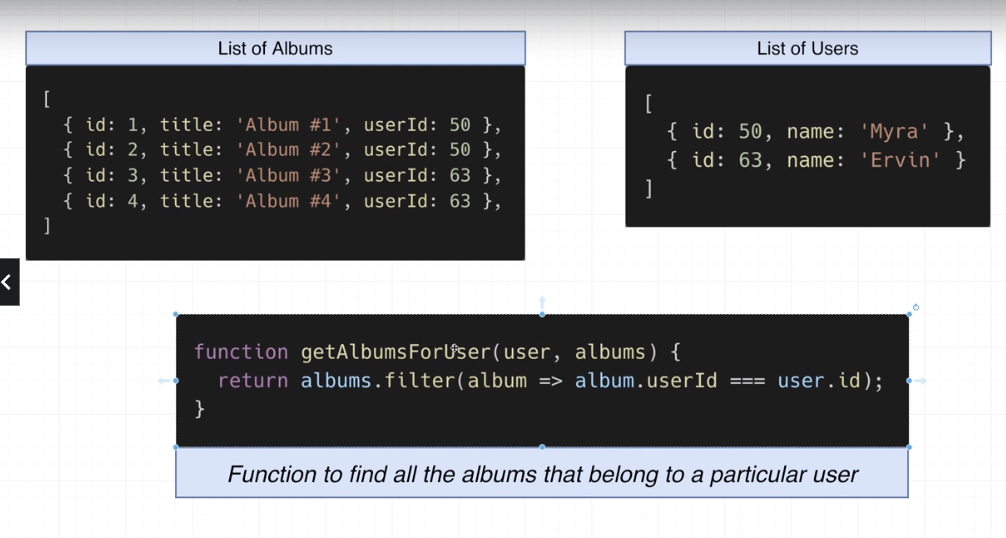 List of Albums
[
{ id: 1, title: 'Album #1', userId: 50 },
{ id: 2, title: 'Album #2', userId: 50 },
{ id: 3, title: 'Album #3', userId: 63 },
{ id: 4, title: 'Album #4', userId: 63 },
]
List of Users
[
{ id: 50, name: 'Myra' },
{ id: 63, name: 'Ervin' }
]
function getAlbumsForUser(user, albums) {
return albums.filter(album => album.userId === user.id);
}
Function to find all the albums that belong to a particular user